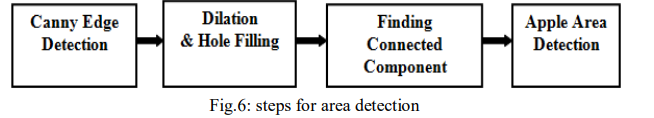 Canny Edge
Detection
Dilation
& Hole Filling
Finding
Connected
Component
Apple Area
Detection
Fig.6: steps for area detection